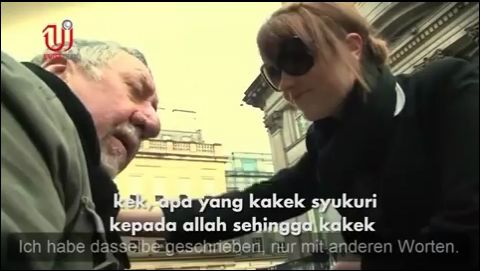 kek, apa yang kakek syukuri
kepada allah sehingga kakek
Ich habe dasselbe geschrieben, nur mit anderen Worten.